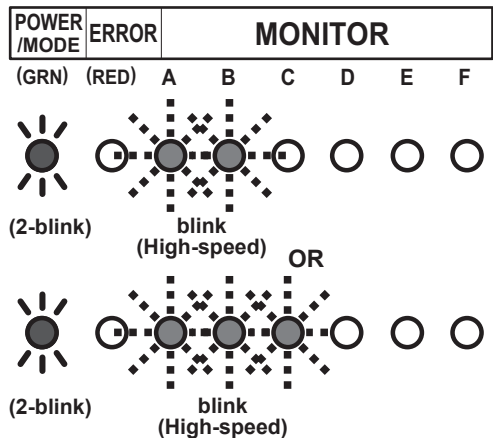 POWER /MODE ERROR MONITOR
(GRN) (RED) A B C D E F
(2-blink) blink
(High-speed)
OR
(2-blink) blink
(High-speed)